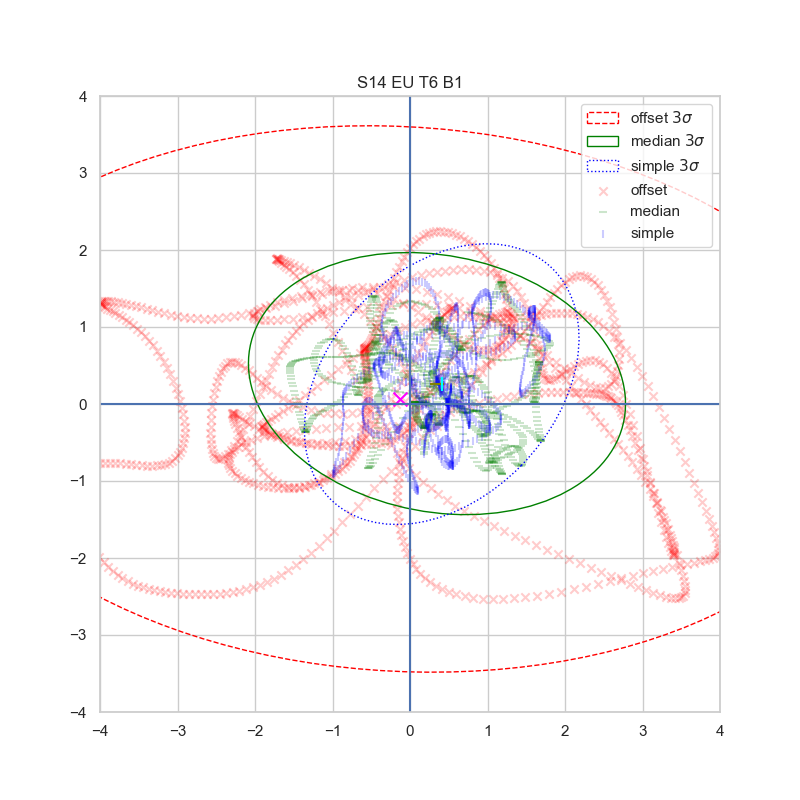 S14 EU T6 B1
offset 3σ
median 3σ
simple 3σ
offset
median
simple
4
3
2
1
0
−1
−2
−3
−4
−4 −3 −2 −1 0 1 2 3 4